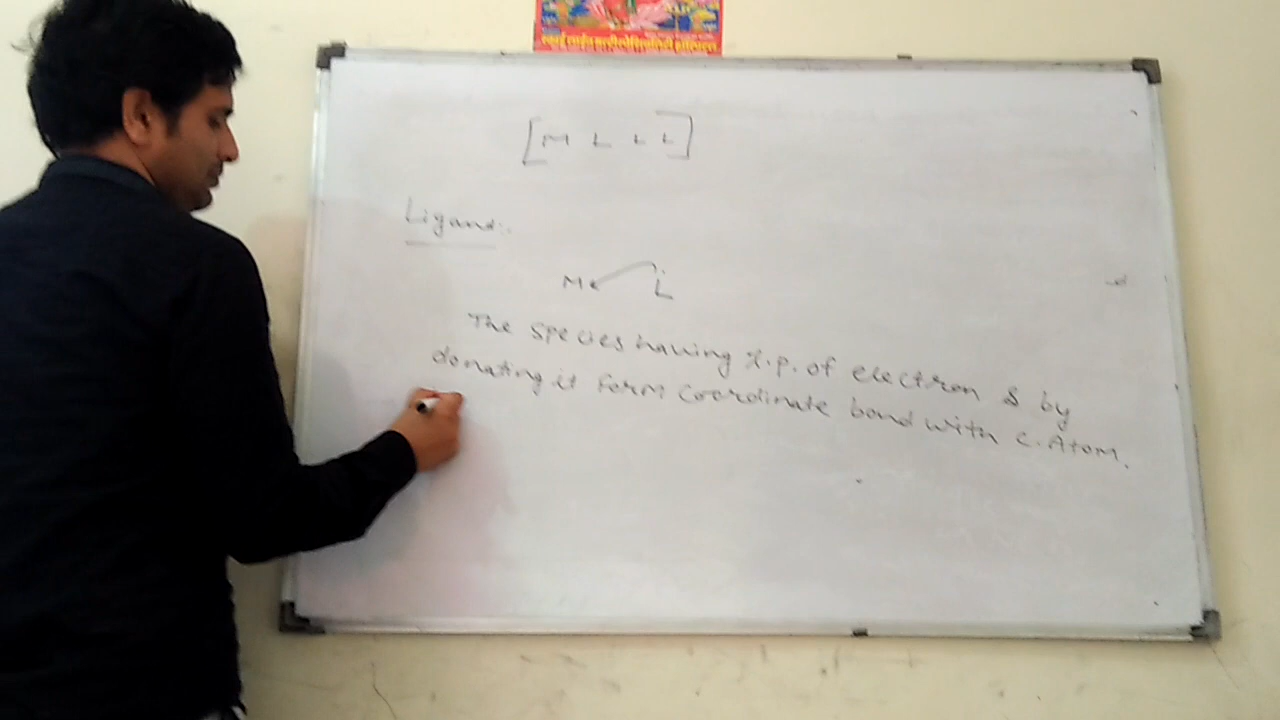 [M L L L]
Ligand:-
M L
The species having l.p. of electron & by
donating it form coordinate bond with C. Atom.